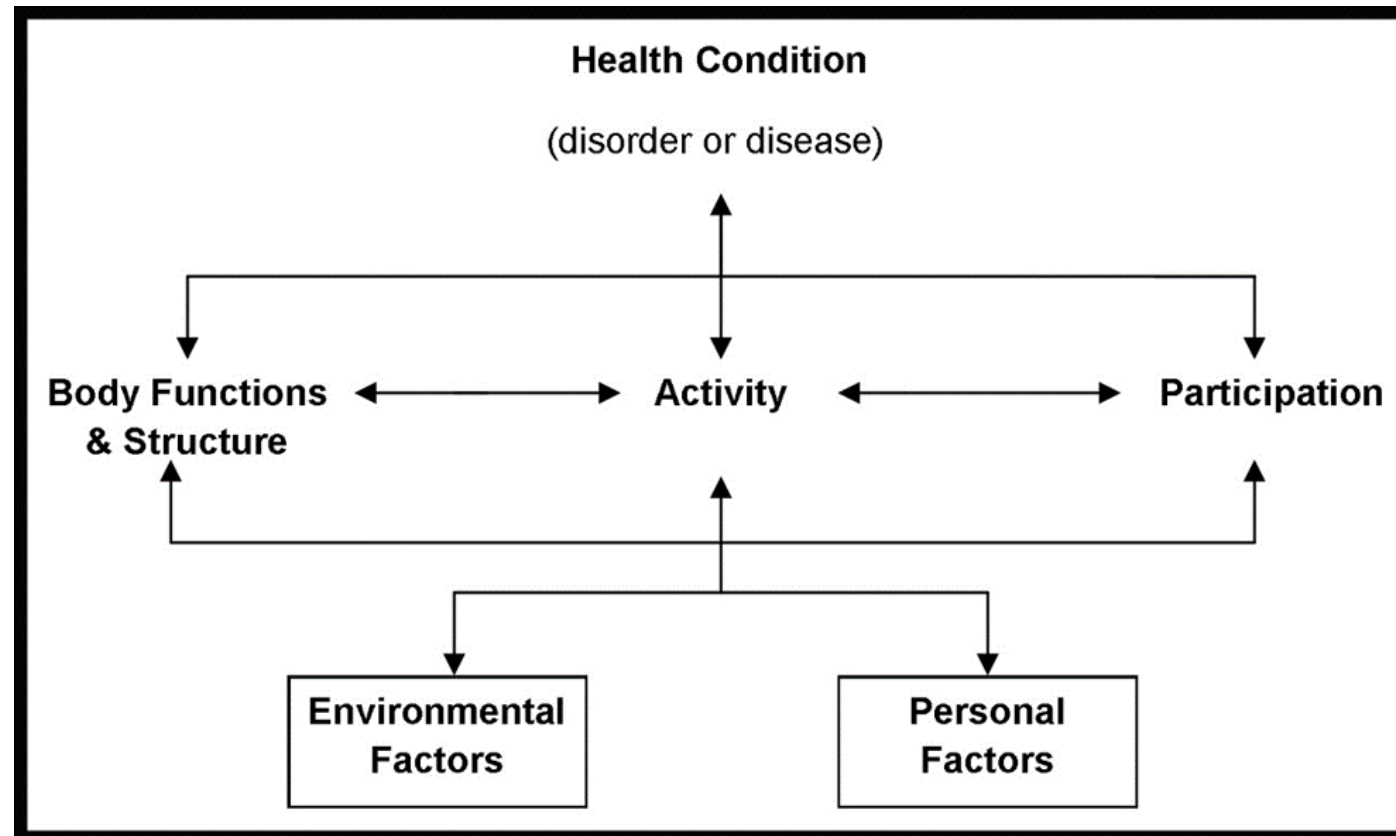 Health Condition
(disorder or disease)
Body Functions
& Structure
Activity
Participation
Environmental
Factors
Personal
Factors